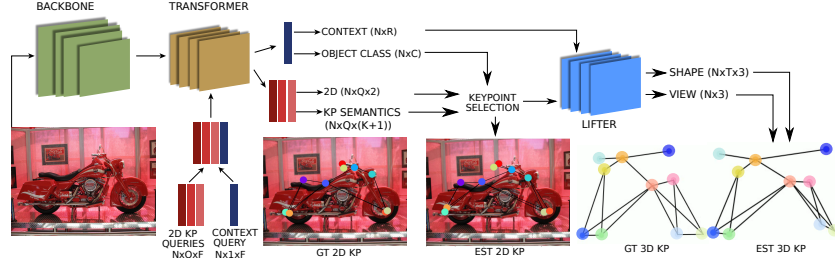 BACKBONE
TRANSFORMER
CONTEXT (NxR)
OBJECT CLASS (NxC)
2D (NxQx2)
KP SEMANTICS
(NxQx(K+1))
KEYPOINT
SELECTION
LIFTER
SHAPE (NxTx3)
VIEW (Nx3)
2D KP
QUERIES
NxQxF
CONTEXT
QUERY
Nx1xF
GT 2D KP
EST 2D KP
GT 3D KP
EST 3D KP